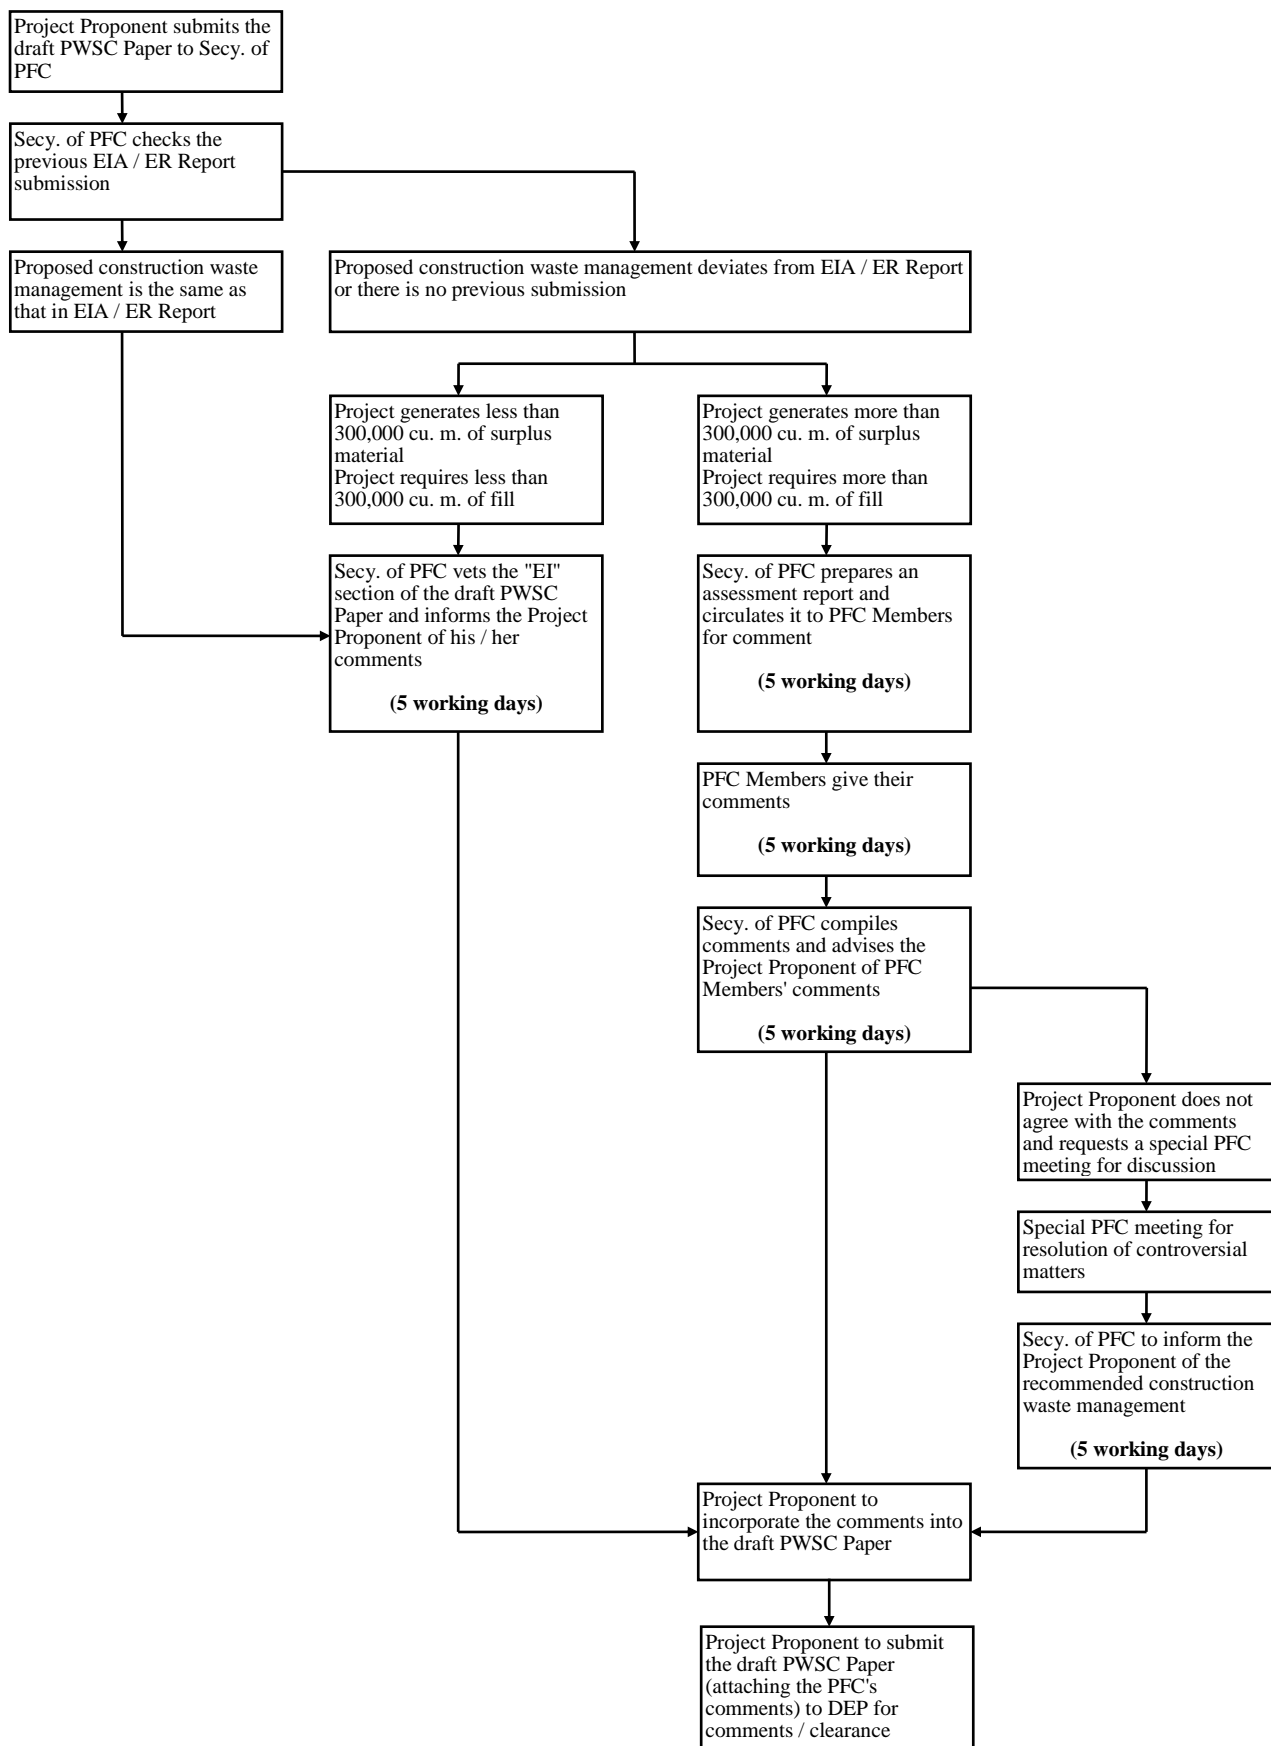 Project Proponent submits the
draft PWSC Paper to Secy. of
PFC
Secy. of PFC checks the
previous EIA / ER Report
submission
Proposed construction waste
management is the same as
that in EIA / ER Report
Proposed construction waste management deviates from EIA / ER Report
or there is no previous submission
Project generates less than
300,000 cu. m. of surplus
material
Project requires less than
300,000 cu. m. of fill
Project generates more than
300,000 cu. m. of surplus
material
Project requires more than
300,000 cu. m. of fill
Secy. of PFC vets the "EI"
section of the draft PWSC
Paper and informs the Project
Proponent of his / her
comments
(5 working days)
Secy. of PFC prepares an
assessment report and
circulates it to PFC Members
for comment
(5 working days)
PFC Members give their
comments
(5 working days)
Secy. of PFC compiles
comments and advises the
Project Proponent of PFC
Members' comments
(5 working days)
Project Proponent does not
agree with the comments
and requests a special PFC
meeting for discussion
Special PFC meeting for
resolution of controversial
matters
Secy. of PFC to inform the
Project Proponent of the
recommended construction
waste management
(5 working days)
Project Proponent to
incorporate the comments into
the draft PWSC Paper
Project Proponent to submit
the draft PWSC Paper
(attaching the PFC's
comments) to DEP for
comments / clearance